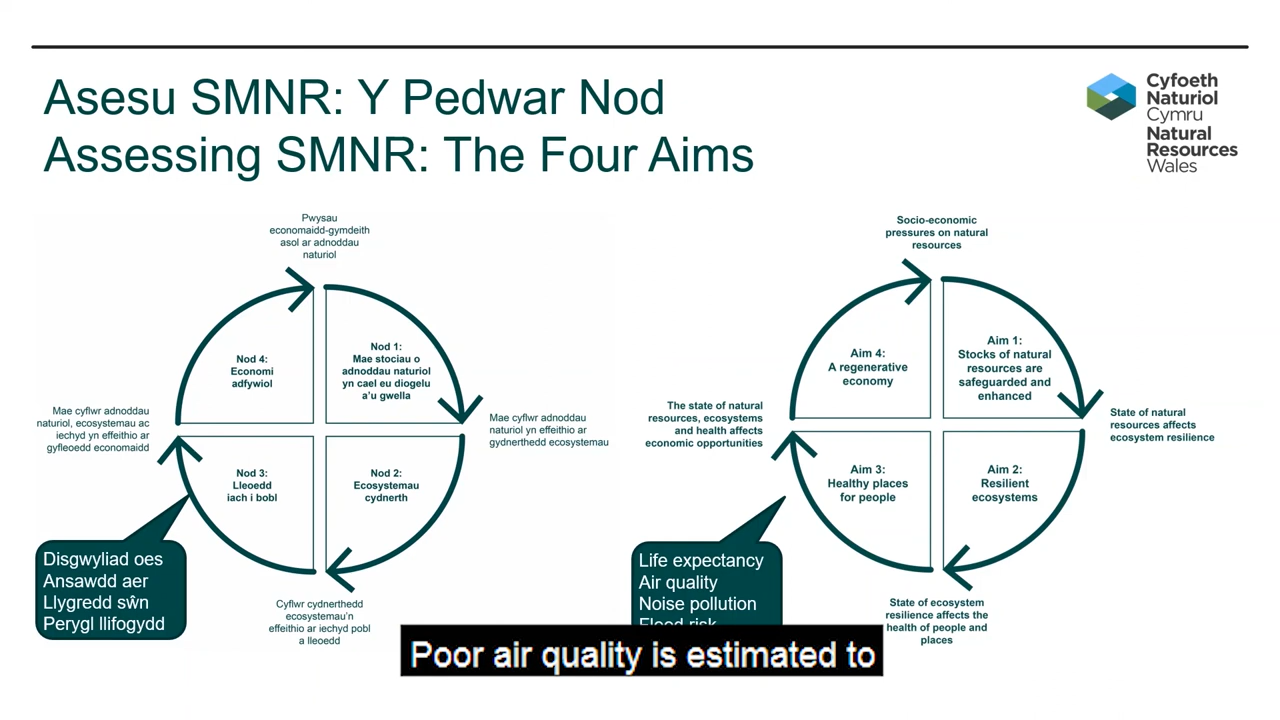 Asesu SMNR: Y Pedwar Nod
Assessing SMNR: The Four Aims
Cyfoeth
Naturiol
Cymru
Natural
Resources
Wales
Pwysau
economaidd-gymdeith
asol ar adnoddau
naturiol
Nod 4:
Economi
adfywiol
Nod 1:
Mae stociau o
adnoddau naturiol
yn cael eu diogelu
a'u gwella
Mae cyflwr adnoddau
naturiol, ecosystemau ac
iechyd yn effeithio ar
gyfleoedd economaidd
Mae cyflwr adnoddau
naturiol yn effeithio ar
gydnerthedd ecosystemau
Nod 3:
Lleoedd
iach i bobl
Nod 2:
Ecosystemau
cydnerth
Disgwyliad oes
Ansawdd aer
Llygredd sŵn
Perygl llifogydd
Cyflwr cydnerthedd
ecosystemau'n
effeithio ar iechyd pobl
a lleoedd
Socio-economic
pressures on natural
resources
Aim 4:
A regenerative
economy
Aim 1:
Stocks of natural
resources are
safeguarded and
enhanced
The state of natural
resources, ecosystems
and health affects
economic opportunities
State of natural
resources affects
ecosystem resilience
Aim 3:
Healthy places
for people
Aim 2:
Resilient
ecosystems
Life expectancy
Air quality
Noise pollution
Flood risk
State of ecosystem
resilience affects the
health of people and
places
Poor air quality is estimated to